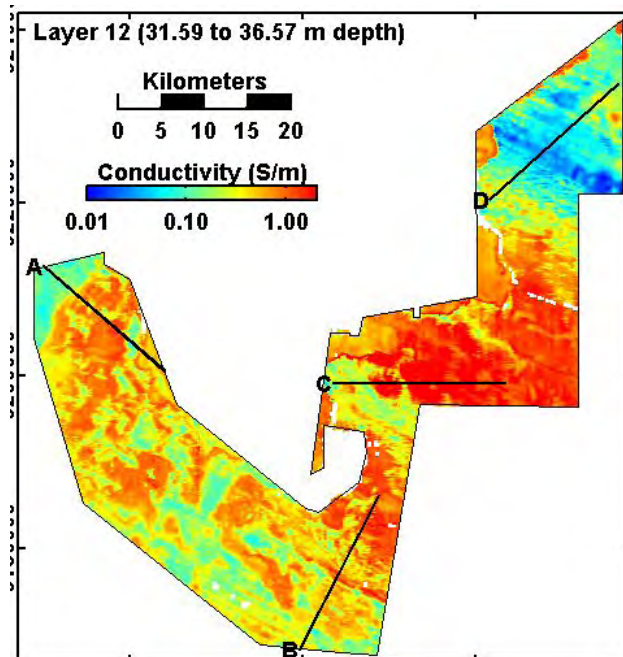 Layer 12 (31.59 to 36.57 m depth)
Kilometers
0 5 10 15 20
Conductivity (S/m)
0.01 0.10 1.00
A
D
C
B